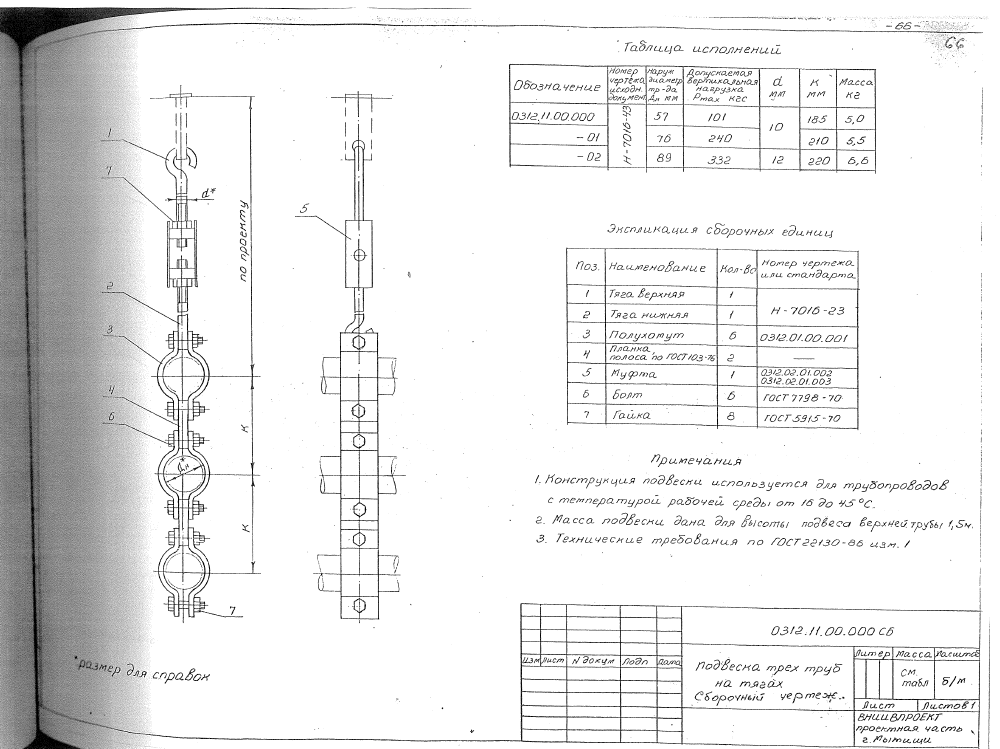 - 66 -
66
Таблица исполнений
Обозначение | Номер чертежа исходн. документ. | Наруж диаметр тр-да Дн мм | Допускаемая вертикальная нагрузка Pmax кгс | d мм | К мм | Масса кг
0312.11.00.000 | Н-7016-43 | 57 | 101 | 10 | 185 | 5,0
- 01 | 76 | 240 | 210 | 5,5
- 02 | 89 | 332 | 12 | 220 | 6,6
Экспликация сборочных единиц
Поз. | Наименование | Кол-во | Номер чертежа или стандарта
1 | Тяга верхняя | 1 | Н-7016-23
2 | Тяга нижняя | 1
3 | Полухомут | 6 | 0312.01.00.001
4 | Планка, полоса по ГОСТ 103-76 | 2 | —
5 | Муфта | 1 | 0312.02.01.002 0312.02.01.003
6 | Болт | 6 | ГОСТ 7798-70
7 | Гайка | 8 | ГОСТ 5915-70
Примечания
1. Конструкция подвески используется для трубопроводов
с температурой рабочей среды от 16 до 45°С.
2. Масса подвески дана для высоты подвеса верхней трубы 1,5м.
3. Технические требования по ГОСТ 22130-86 изм. 1
1
7
d*
5
по проекту
2
3
4
6
К
Дн*
К
7
*размер для справок
0312.11.00.000 СБ
Изм Лист N докум Подп Дата
Подвеска трех труб
на тягах
Сборочный чертеж.
Литер Масса Масштаб
см. табл
б/м
Лист Листов 1
ВНИИВПРОЕКТ
проектная часть
г. Мытищи